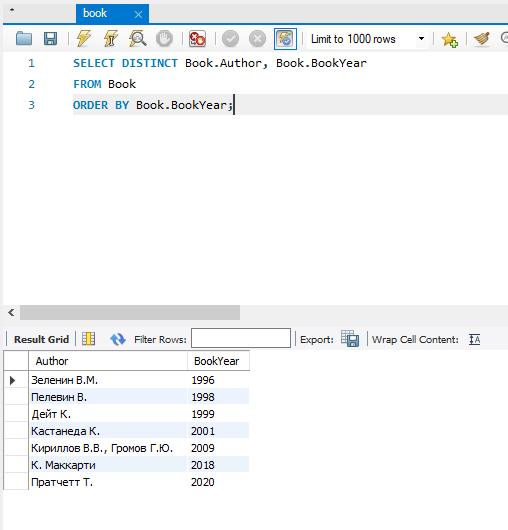 *
book
Limit to 1000 rows
1 SELECT DISTINCT Book.Author, Book.BookYear
2 FROM Book
3 ORDER BY Book.BookYear;
Result Grid Filter Rows: Export: Wrap Cell Content: IA
Author BookYear
Зеленин В.М. 1996
Пелевин В. 1998
Дейт К. 1999
Кастанеда К. 2001
Кириллов В.В., Громов Г.Ю. 2009
К. Маккарти 2018
Пратчетт Т. 2020